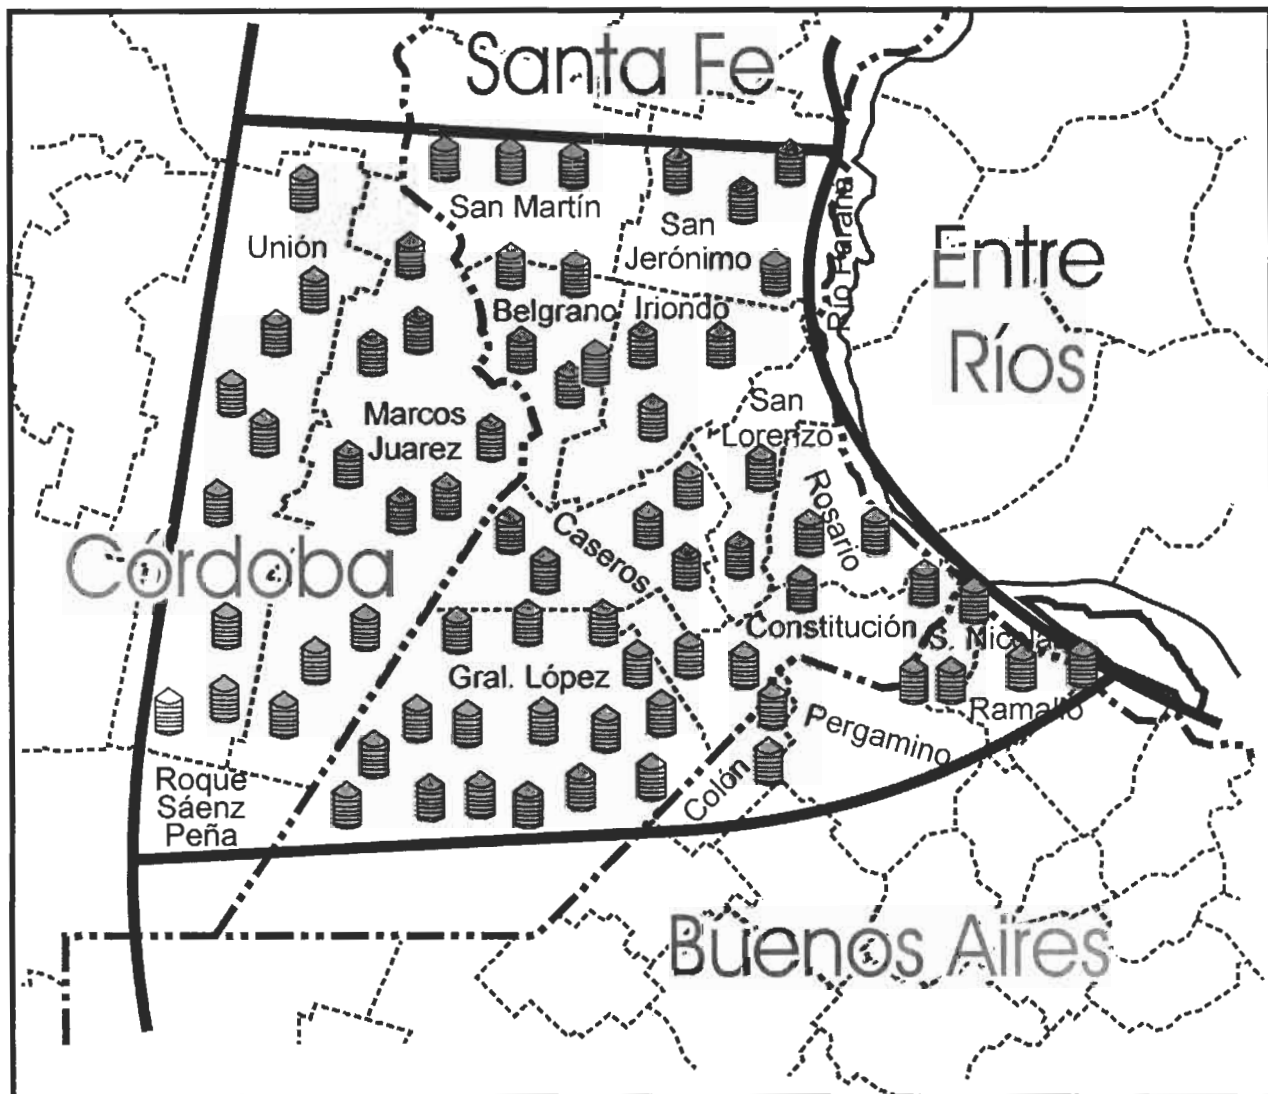 Santa Fe
San Martín
San
Jerónimo
Río Paraná
Unión
Entre
Ríos
Belgrano
Iriondo
Marcos
Juarez
San
Lorenzo
Rosario
Caseros
Córdoba
Constitución
S. Nicolás
Gral. López
Ramallo
Pergamino
Colón
Roque
Sáenz
Peña
Buenos Aires